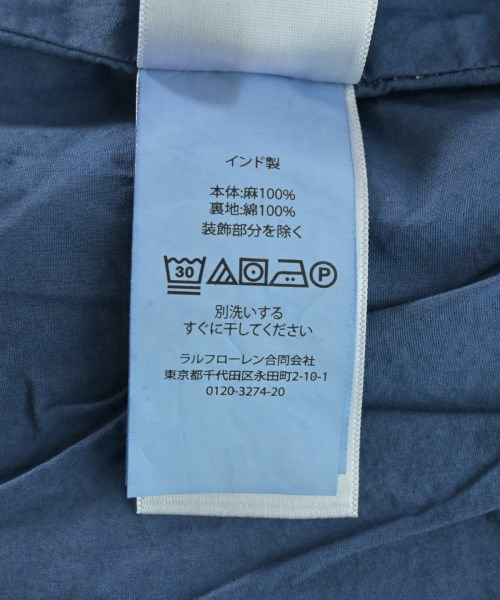 インド製
本体:麻100%
裏地:綿100%
装飾部分を除く
30 P
別洗いする
すぐに干してください
ラルフローレン合同会社
東京都千代田区永田町2-10-1
0120-3274-20